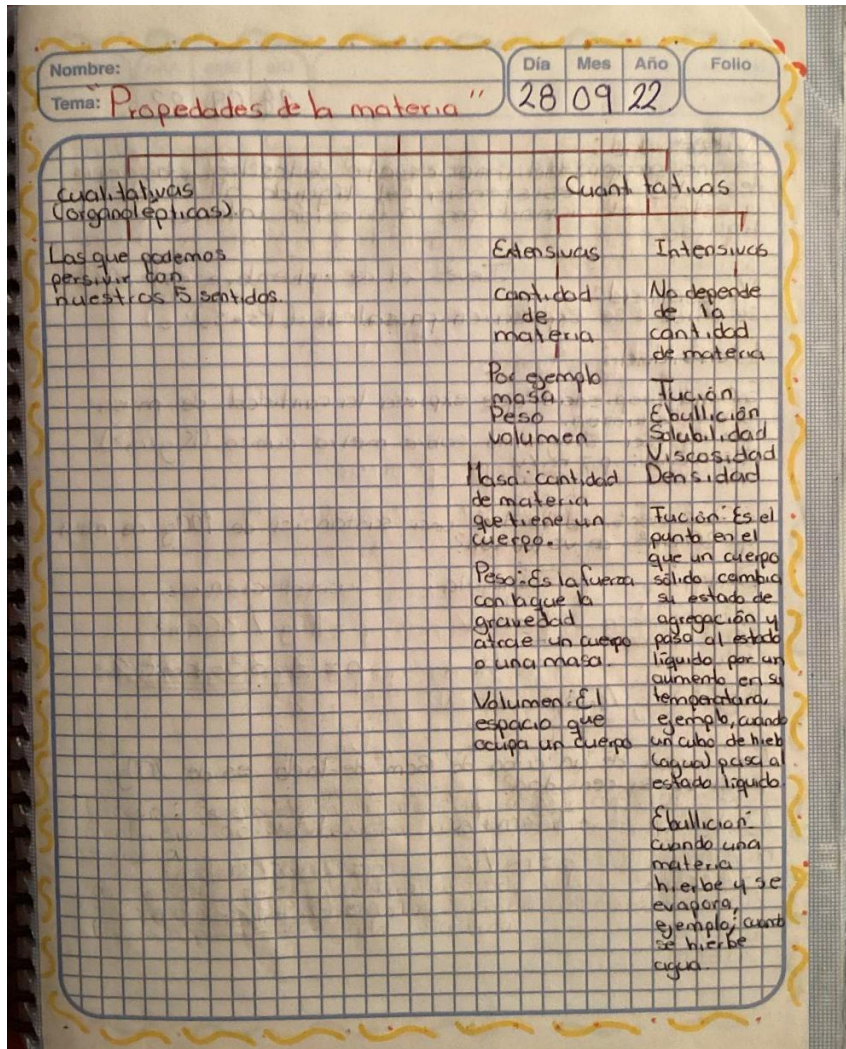 Nombre:
Tema: "Propedades de la materia"
Día Mes Año Folio
28 09 22
Cualitativas
(organolépticas).
Las que podemos
persivir con
nuestros 5 sentidos.
Cuantitativas
Extensivas
cantidad
de
materia
Por ejemplo
masa
Peso
volumen
Masa: cantidad
de materia
que tiene un
cuerpo.
Peso: Es la fuerza
con la que la
gravedad
atrae un cuerpo
o una masa.
Volumen: El
espacio que
ocupa un cuerpo
Intensivas
No depende
de la
cantidad
de materia
Fución
Ebullición
Solubilidad
Viscosidad
Densidad
Fución: Es el
punto en el
que un cuerpo
sólido cambia
su estado de
agregación y
pasa al estado
líquido por un
aumento en su
temperatura,
ejemplo, cuando
un cubo de hielo
(agua) pasa al
estado líquido
Ebullición:
cuando una
materia
hierbe y se
evapora,
ejemplo; cuando
se hierbe
agua.